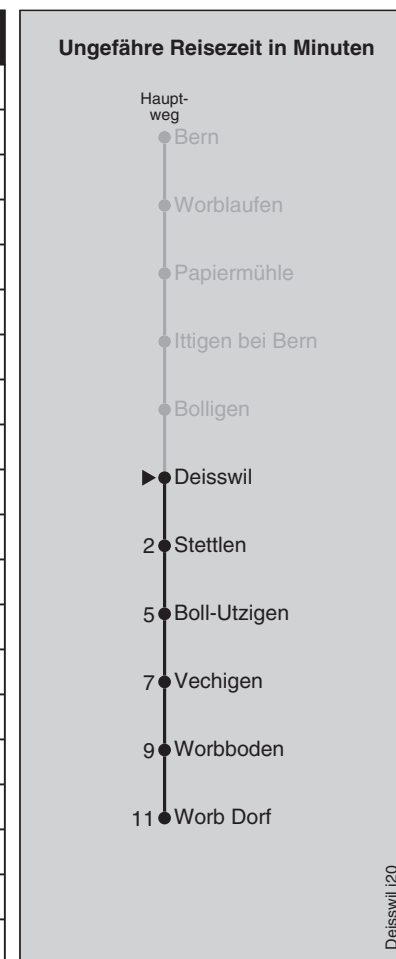 Ungefähre Reisezeit in Minuten
Haupt-
weg
Bern
Worblaufen
Papiermühle
Ittigen bei Bern
Bolligen
Deisswil
2 Stettlen
5 Boll-Utzigen
7 Vechigen
9 Worbboden
11 Worb Dorf
Deisswil j20